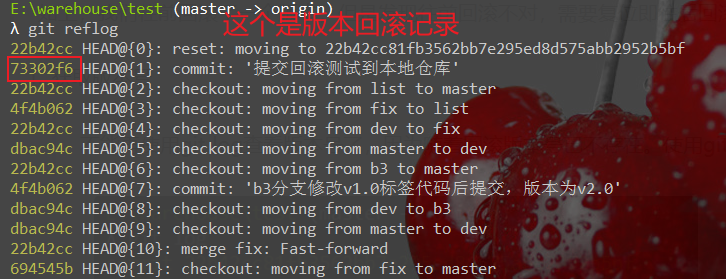 E:\warehouse\test (master -> origin)
这个是版本回滚记录
λ git reflog
22b42cc HEAD@{0}: reset: moving to 22b42cc81fb3562bb7e295ed8d575abb2952b5bf
73302f6 HEAD@{1}: commit: '提交回滚测试到本地仓库'
22b42cc HEAD@{2}: checkout: moving from list to master
4f4b062 HEAD@{3}: checkout: moving from fix to list
22b42cc HEAD@{4}: checkout: moving from dev to fix
dbac94c HEAD@{5}: checkout: moving from master to dev
22b42cc HEAD@{6}: checkout: moving from b3 to master
4f4b062 HEAD@{7}: commit: 'b3分支修改v1.0标签代码后提交，版本为v2.0'
dbac94c HEAD@{8}: checkout: moving from dev to b3
dbac94c HEAD@{9}: checkout: moving from master to dev
22b42cc HEAD@{10}: merge fix: Fast-forward
694545b HEAD@{11}: checkout: moving from fix to master